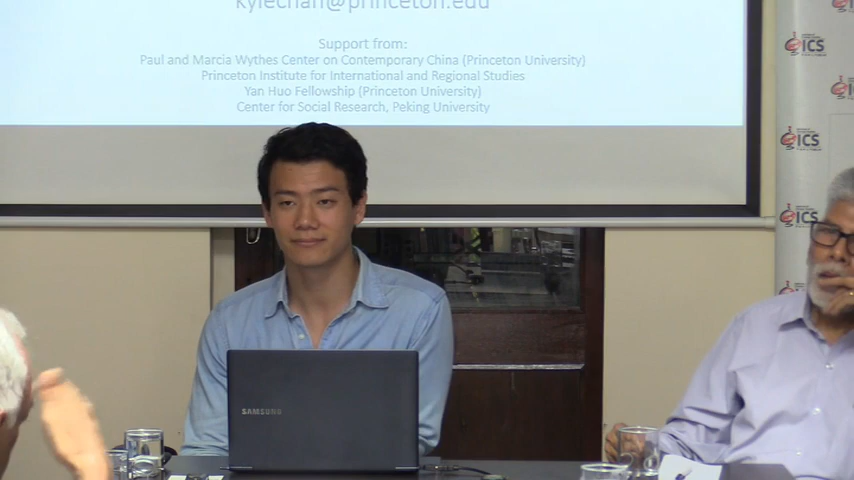 kylechan@princeton.edu
Support from:
Paul and Marcia Wythes Center on Contemporary China (Princeton University)
Princeton Institute for International and Regional Studies
Yan Huo Fellowship (Princeton University)
Center for Social Research, Peking University
ICS
ICS
ICS
SAMSUNG